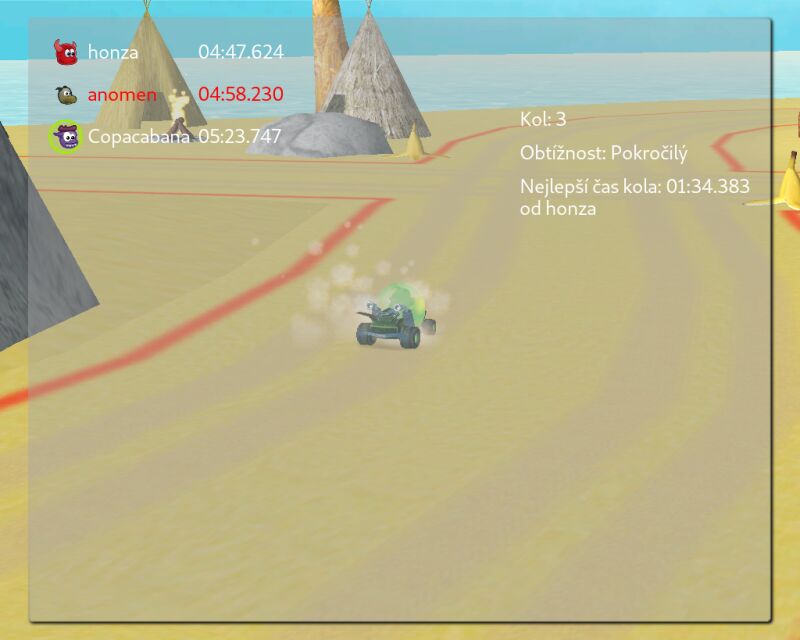 honza 04:47.624
anomen 04:58.230
Copacabana 05:23.747
Kol: 3
Obtížnost: Pokročilý
Nejlepší čas kola: 01:34.383
od honza